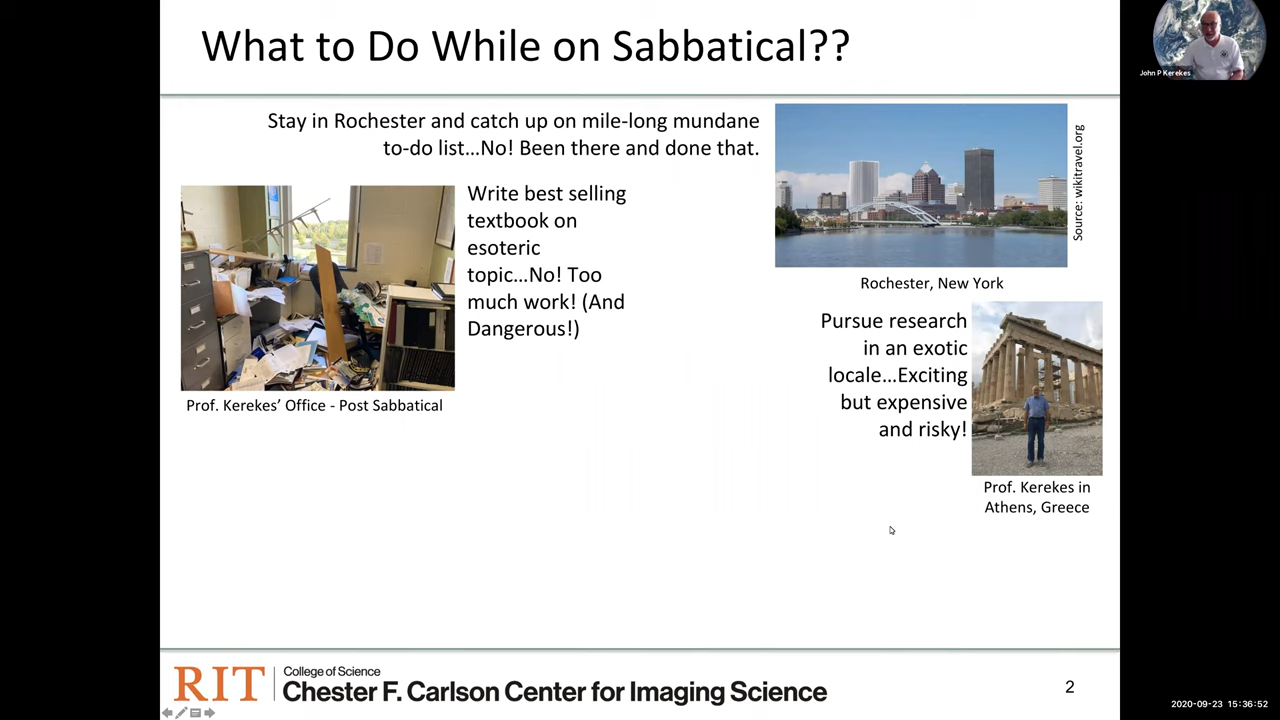 What to Do While on Sabbatical??
John P Kerekes
Stay in Rochester and catch up on mile-long mundane
to-do list...No! Been there and done that.
Source: wikitravel.org
Rochester, New York
Write best selling
textbook on
esoteric
topic...No! Too
much work! (And
Dangerous!)
Prof. Kerekes’ Office - Post Sabbatical
Pursue research
in an exotic
locale...Exciting
but expensive
and risky!
Prof. Kerekes in
Athens, Greece
RIT
College of Science
Chester F. Carlson Center for Imaging Science
2
2020-09-23 15:36:52